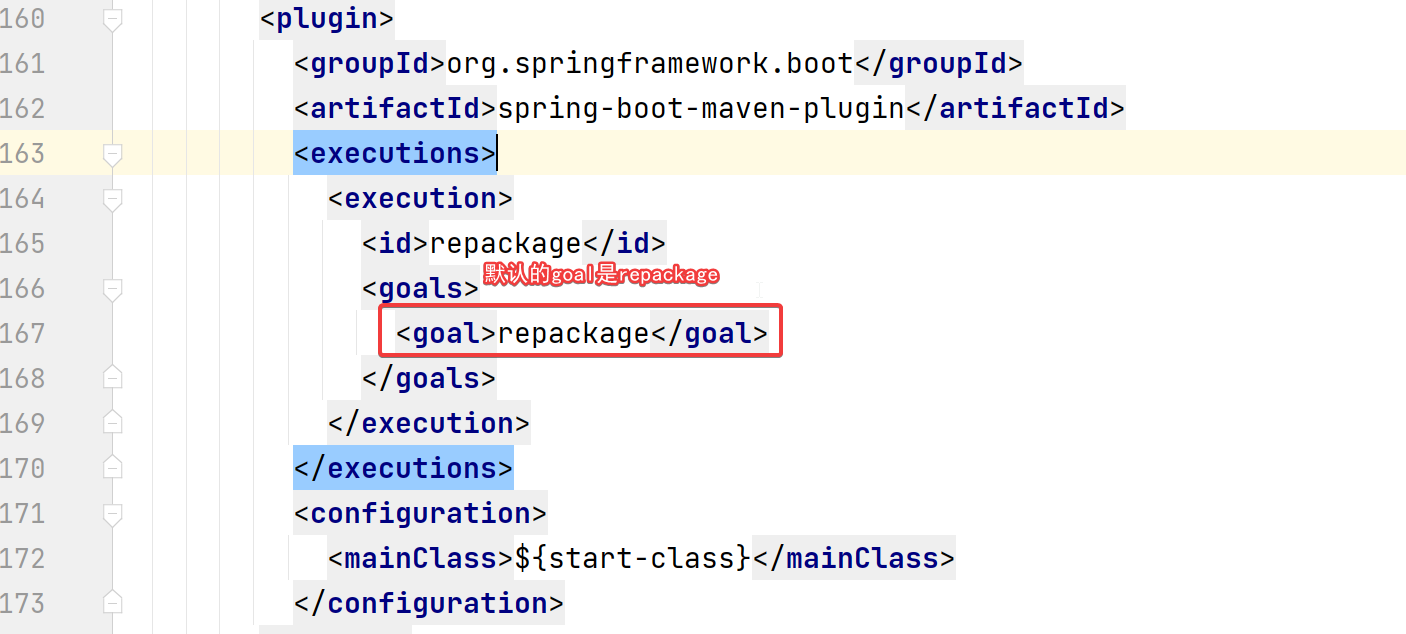 160 <plugin>
161 <groupId>org.springframework.boot</groupId>
162 <artifactId>spring-boot-maven-plugin</artifactId>
163 <executions>
164 <execution>
165 <id>repackage</id>
默认的goal是repackage
166 <goals>
167 <goal>repackage</goal>
168 </goals>
169 </execution>
170 </executions>
171 <configuration>
172 <mainClass>${start-class}</mainClass>
173 </configuration>